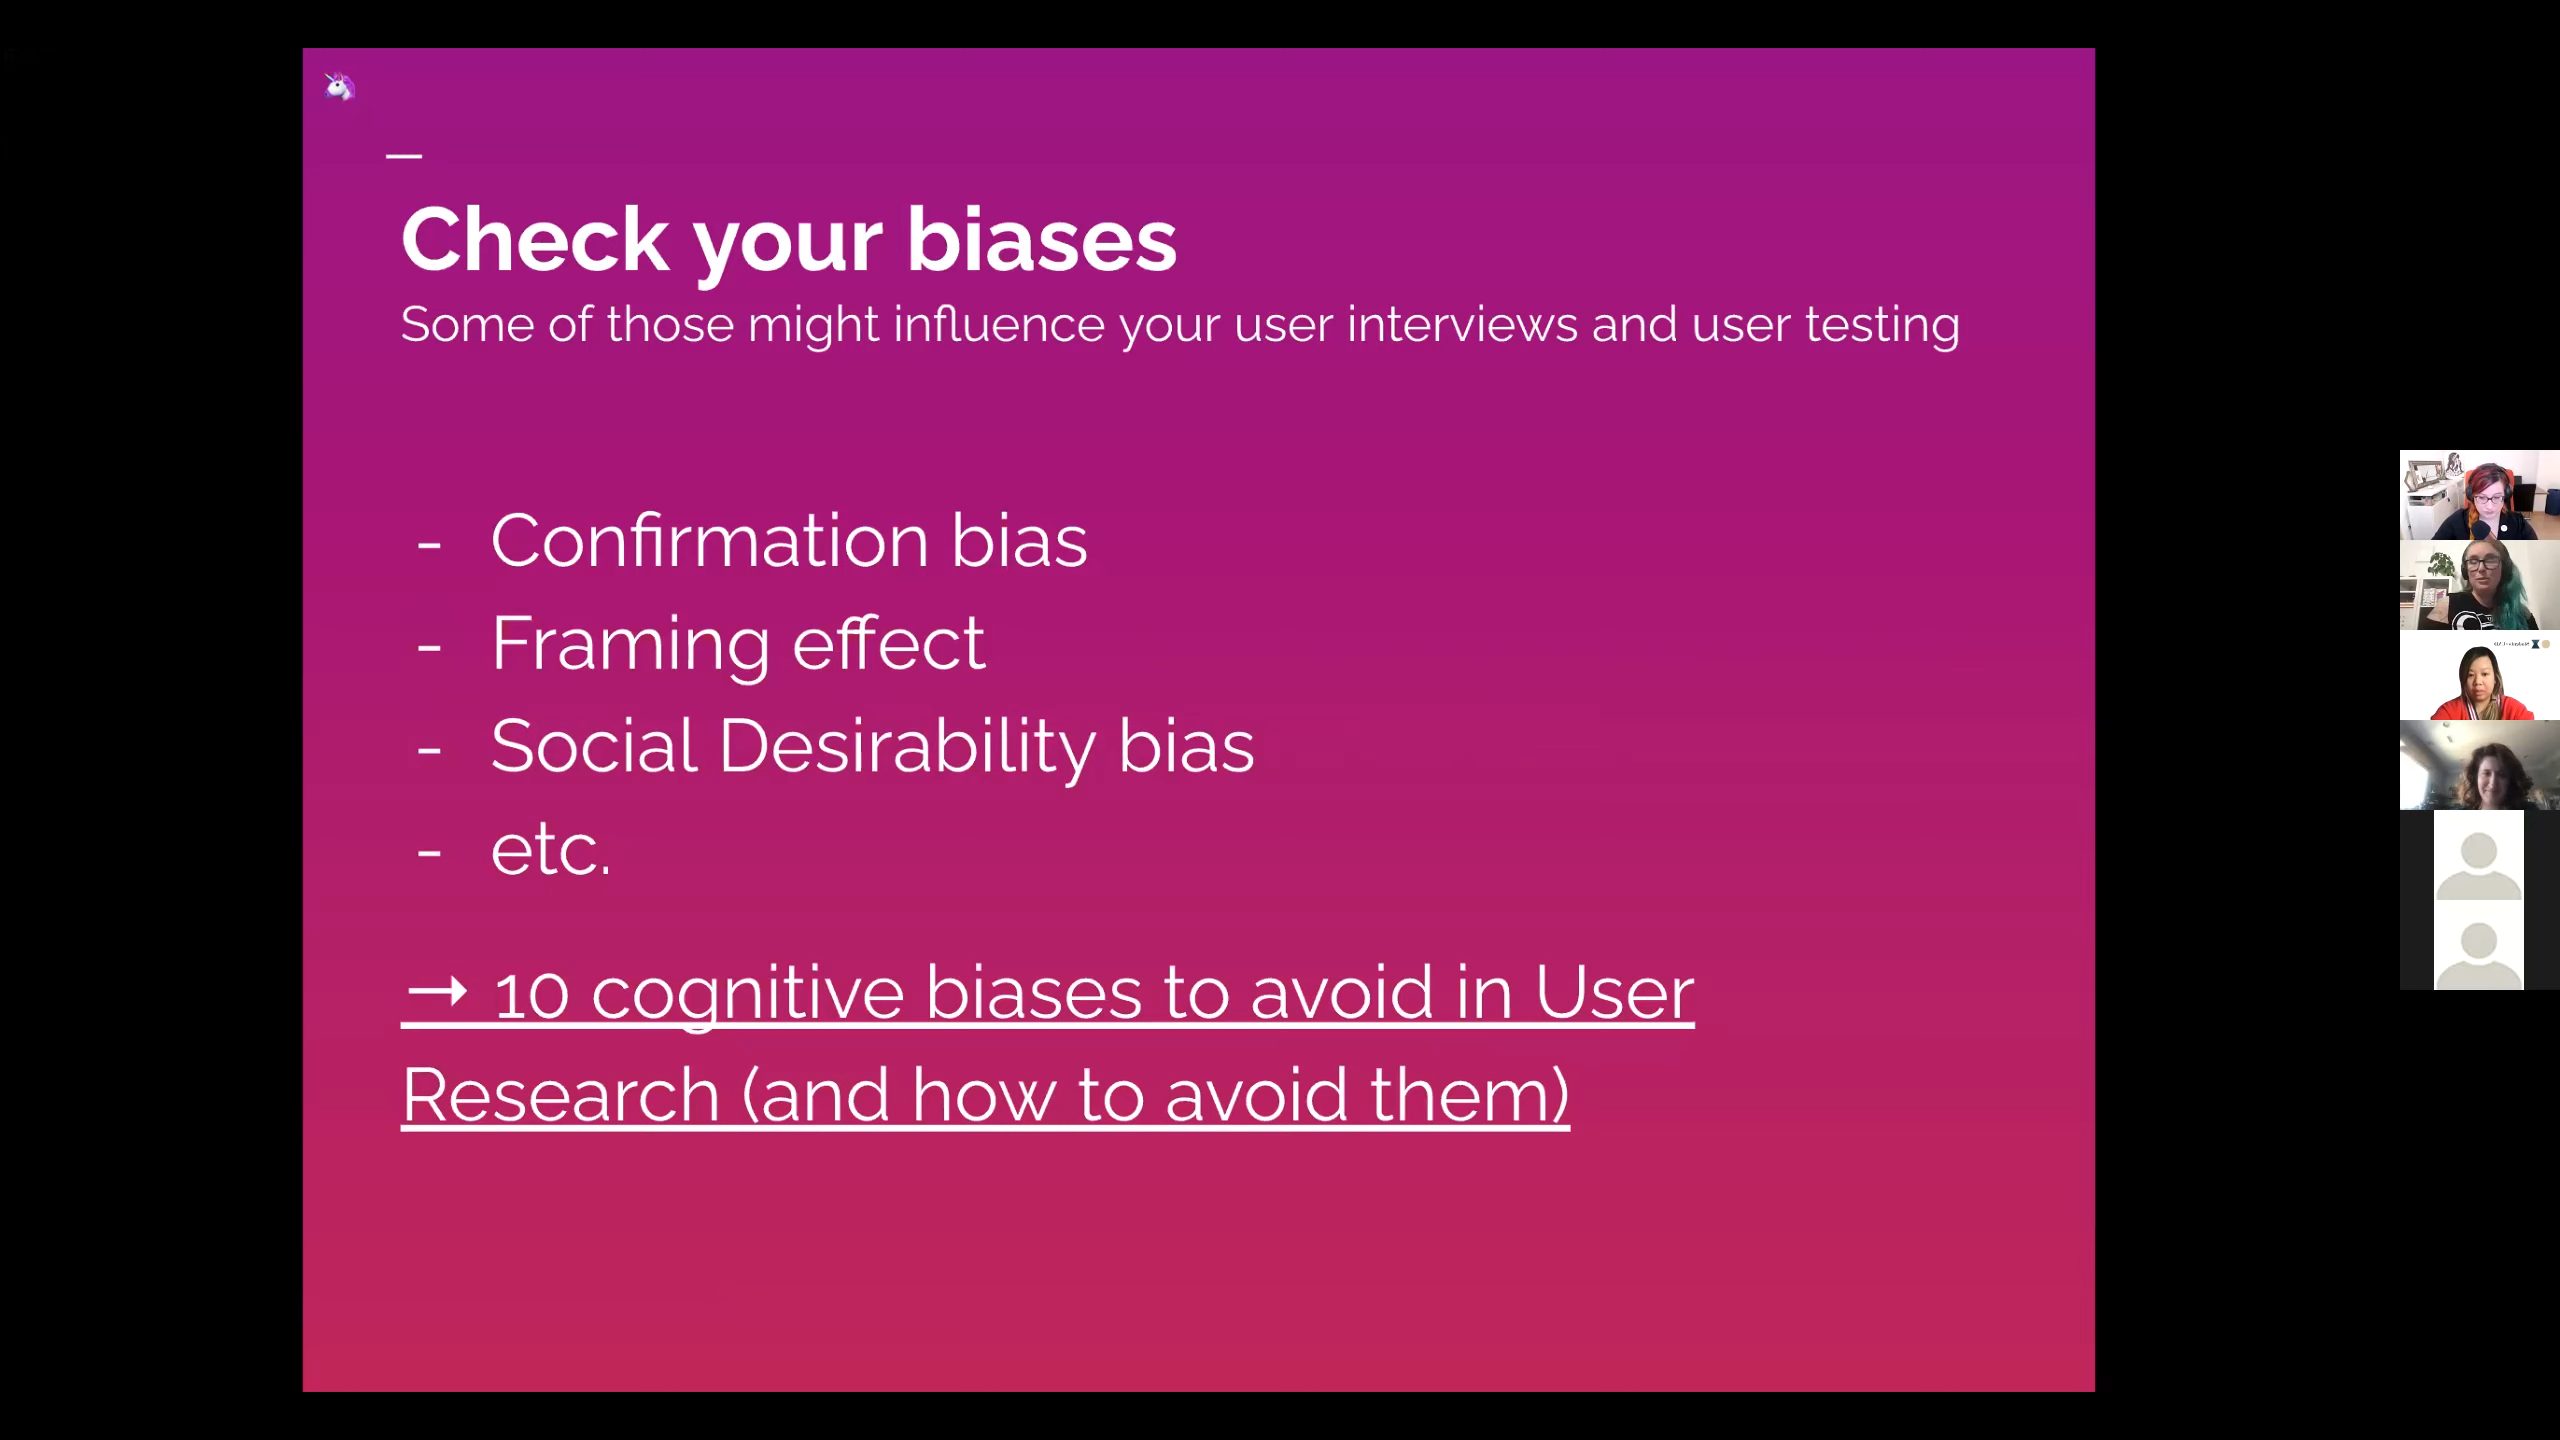 Check your biases
Some of those might influence your user interviews and user testing
- Confirmation bias
- Framing effect
- Social Desirability bias
- etc.
→ 10 cognitive biases to avoid in User
Research (and how to avoid them)